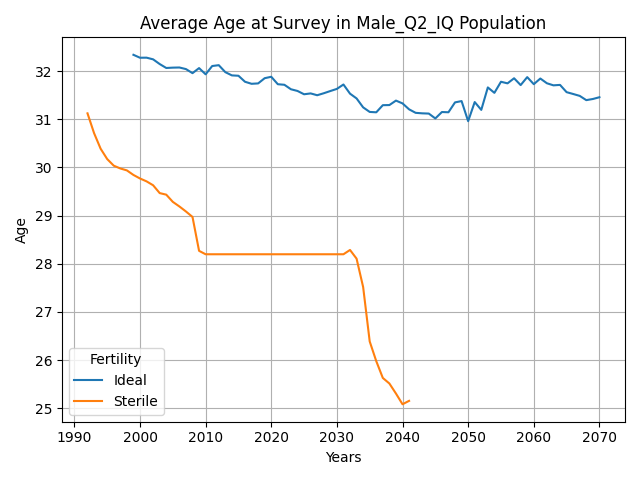 Average Age at Survey in Male_Q2_IQ Population
Age
32
31
30
29
28
27
26
25
Fertility
Ideal
Sterile
1990 2000 2010 2020 2030 2040 2050 2060 2070
Years